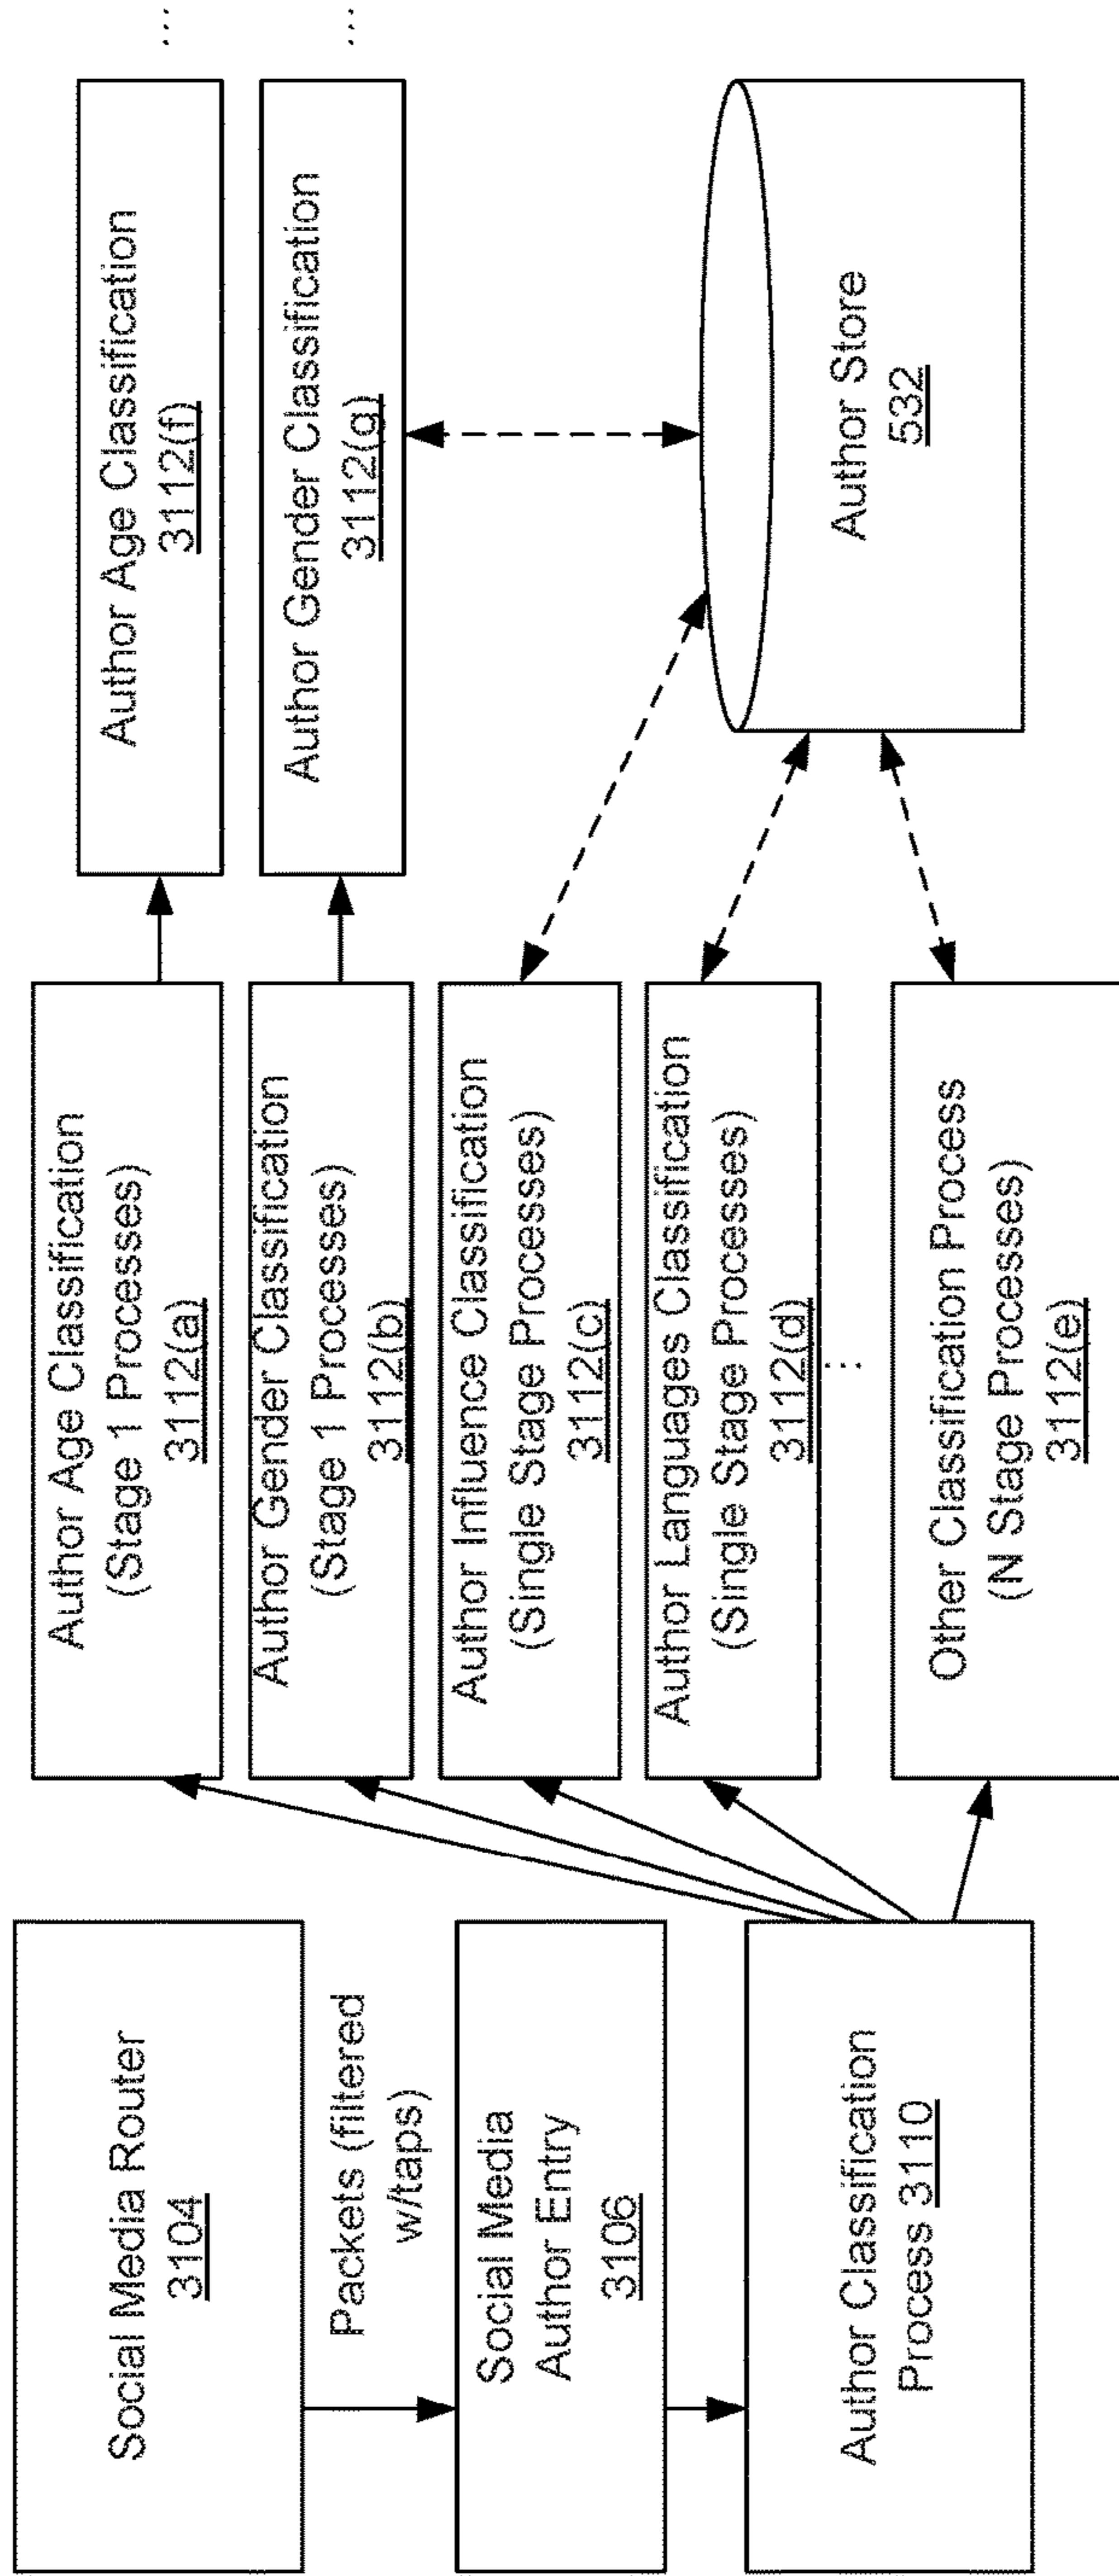 Social Media Router
3104
Packets (filtered
w/taps)
Social Media
Author Entry
3106
Author Classification
Process 3110
Author Age Classification
(Stage 1 Processes)
3112(a)
Author Gender Classification
(Stage 1 Processes)
3112(b)
Author Influence Classification
(Single Stage Processes)
3112(c)
Author Languages Classification
(Single Stage Processes)
3112(d)
...
Other Classification Process
(N Stage Processes)
3112(e)
Author Age Classification
3112(f)
...
Author Gender Classification
3112(g)
...
Author Store
532